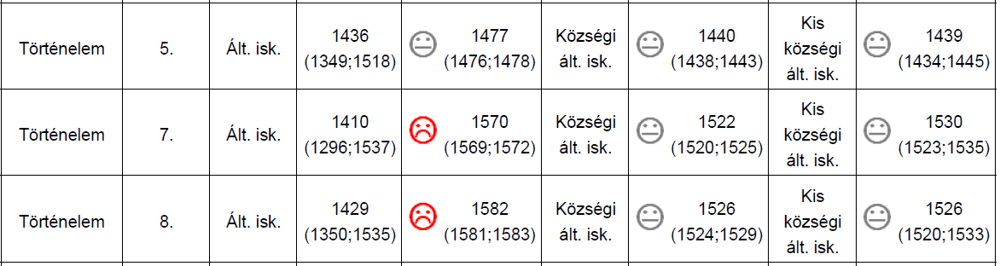 Történelem 5. Ált. isk. 1436 (1349;1518) 1477 (1476;1478) Községi ált. isk. 1440 (1438;1443) Kis községi ált. isk. 1439 (1434;1445)
Történelem 7. Ált. isk. 1410 (1296;1537) 1570 (1569;1572) Községi ált. isk. 1522 (1520;1525) Kis községi ált. isk. 1530 (1523;1535)
Történelem 8. Ált. isk. 1429 (1350;1535) 1582 (1581;1583) Községi ált. isk. 1526 (1524;1529) Kis községi ált. isk. 1526 (1520;1533)